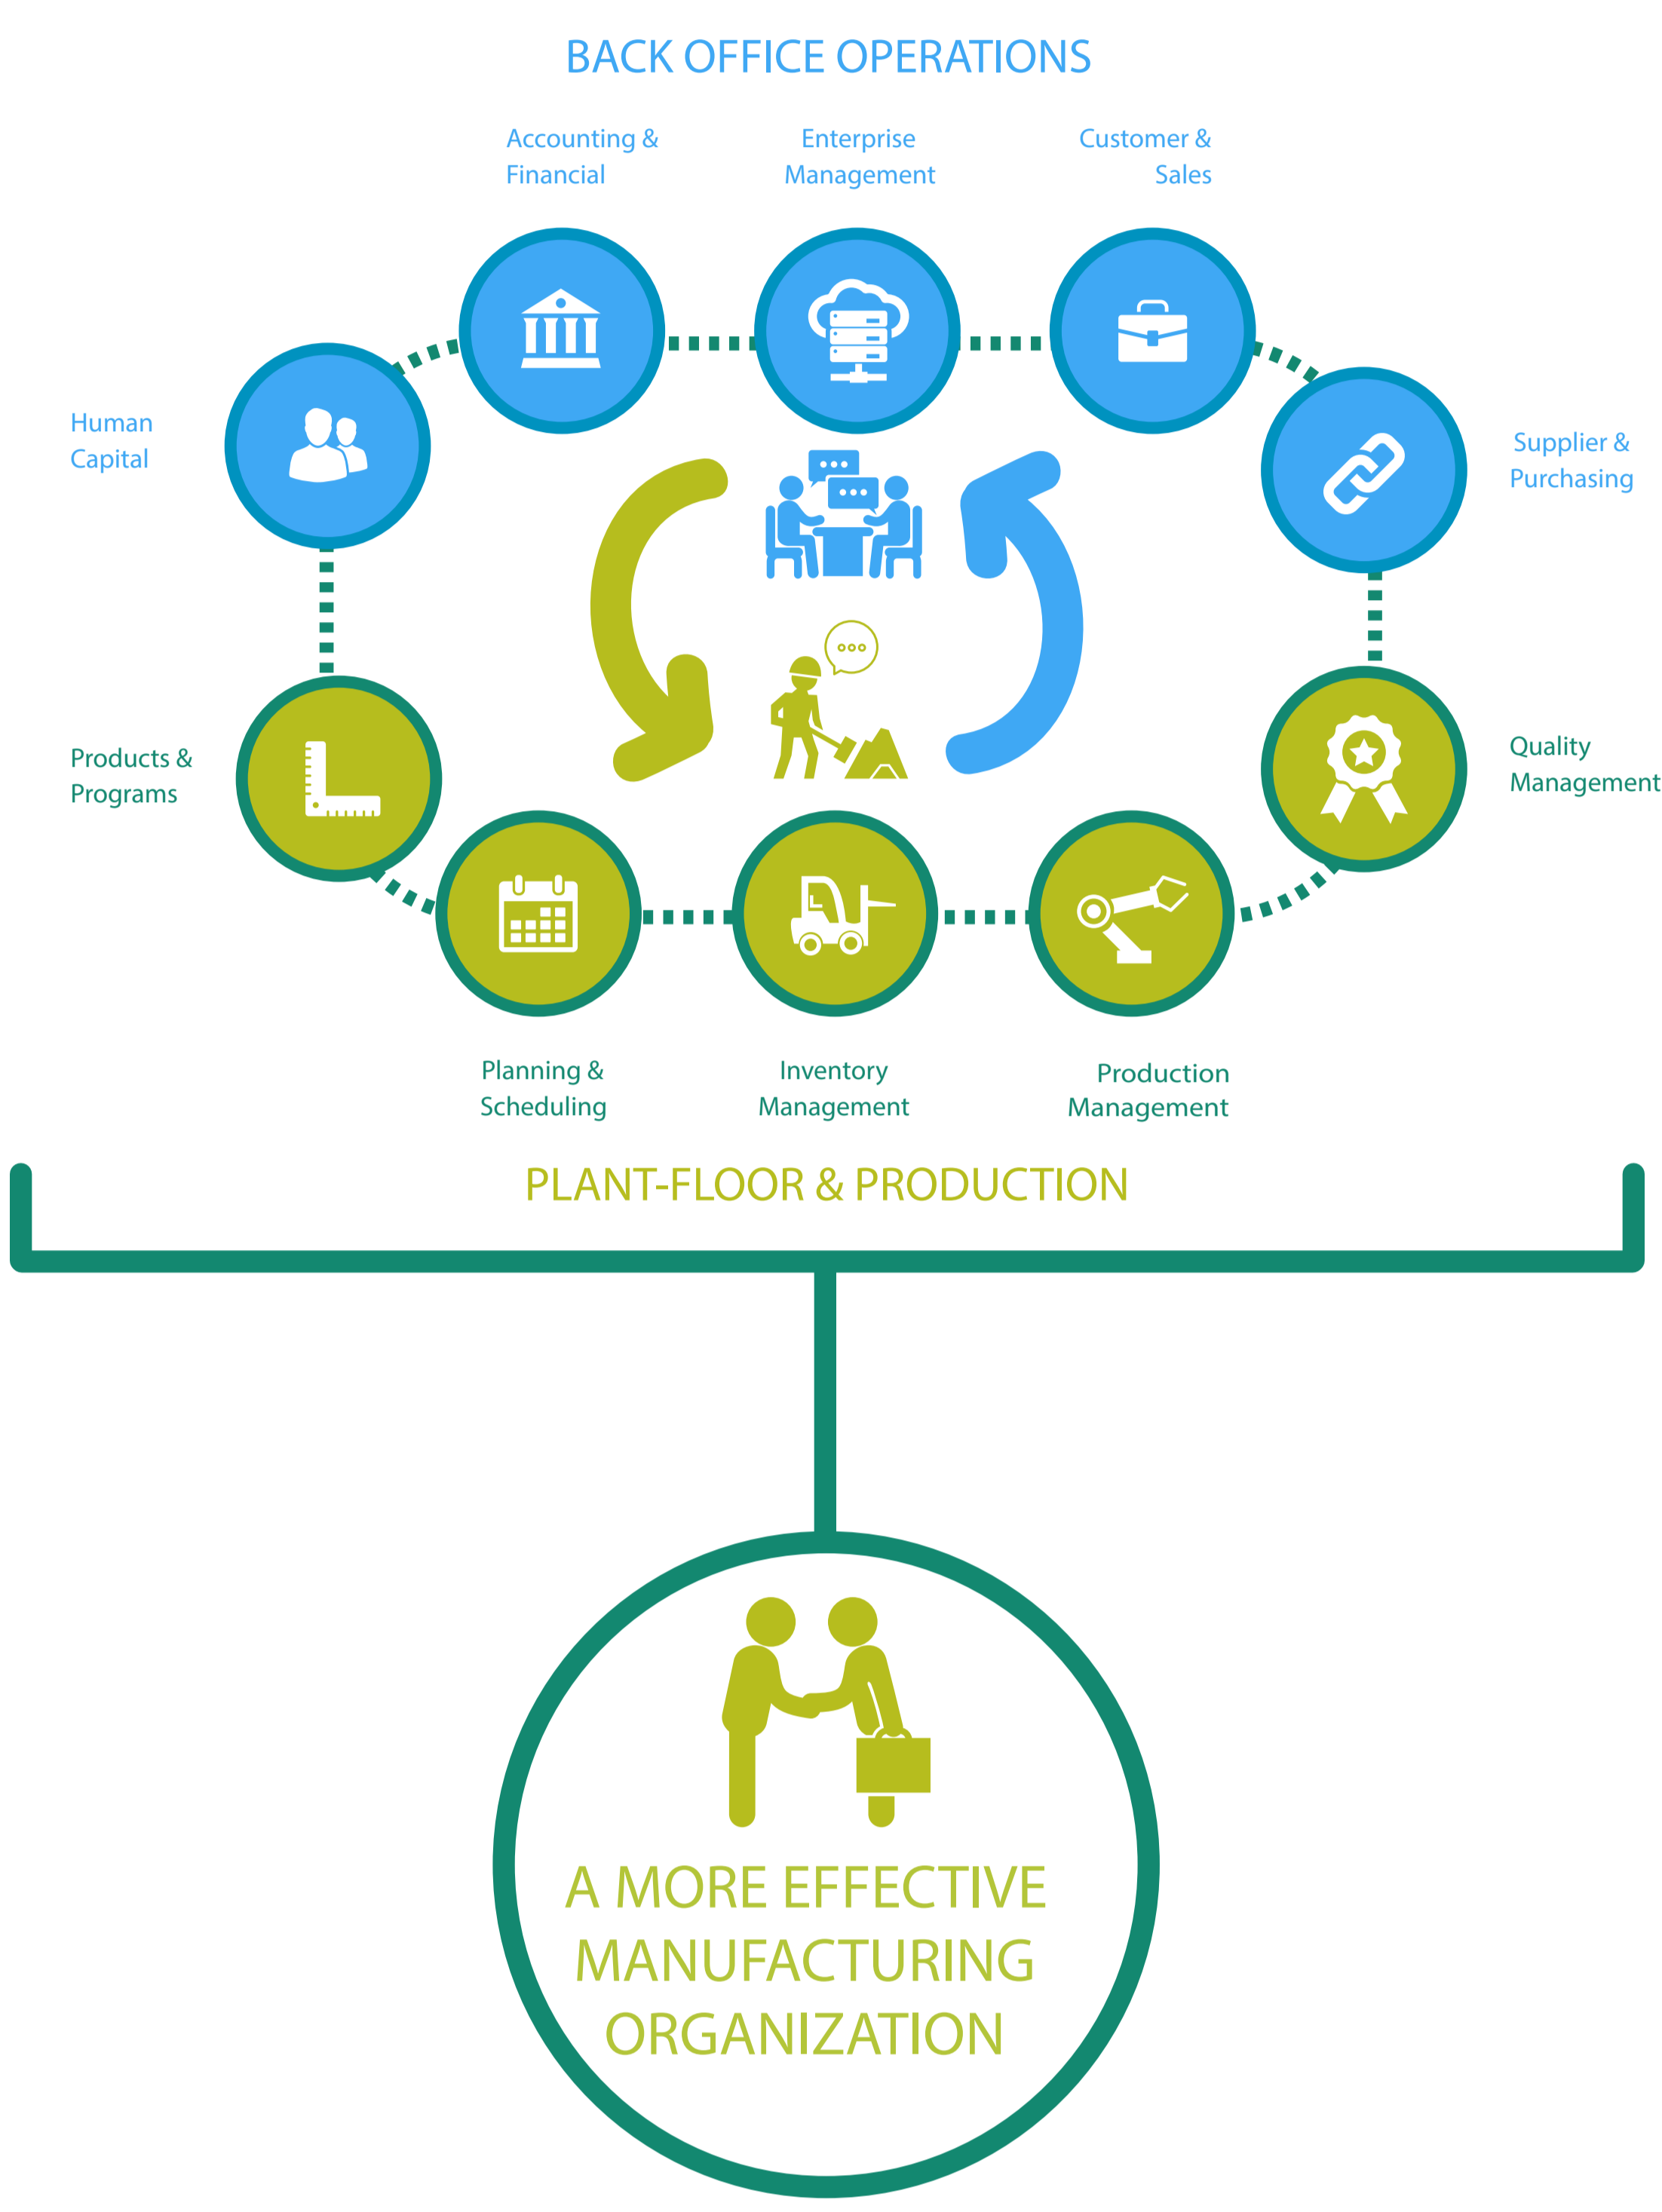 BACK OFFICE OPERATIONS
Accounting &
Financial
Enterprise
Management
Customer &
Sales
Human
Capital
Supplier &
Purchasing
Products &
Programs
Quality
Management
Planning &
Scheduling
Inventory
Management
Production
Management
PLANT-FLOOR & PRODUCTION
A MORE EFFECTIVE
MANUFACTURING
ORGANIZATION